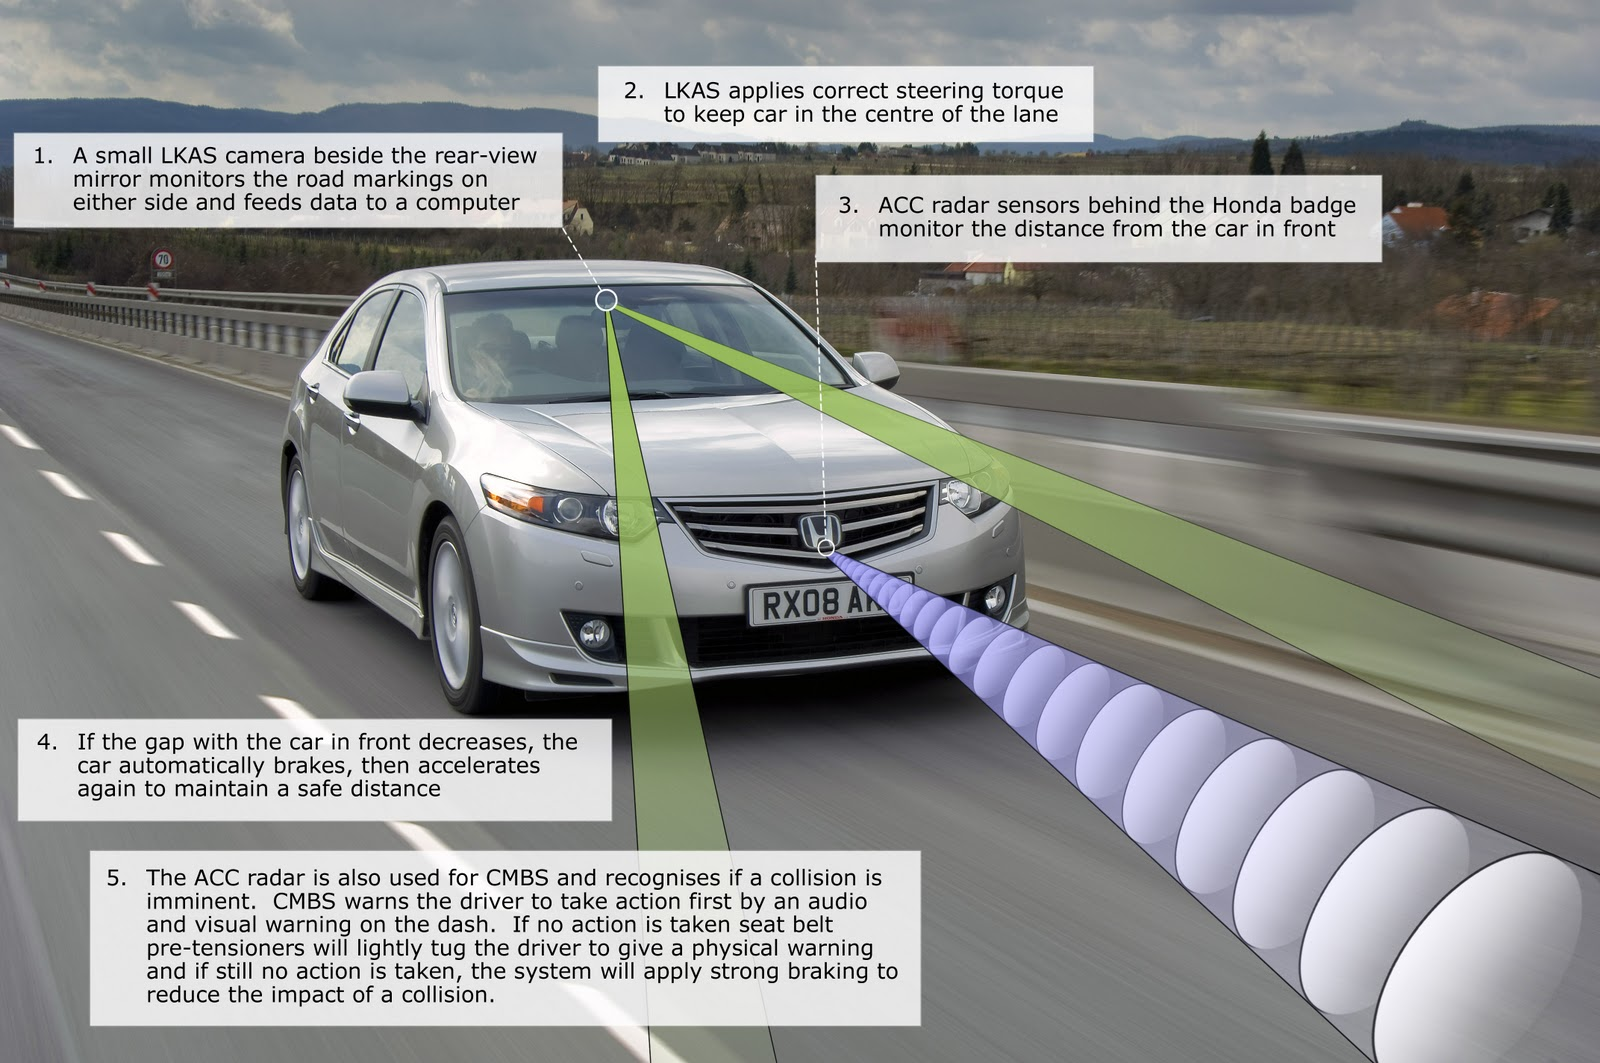 1. A small LKAS camera beside the rear-view
mirror monitors the road markings on
either side and feeds data to a computer
2. LKAS applies correct steering torque
to keep car in the centre of the lane
3. ACC radar sensors behind the Honda badge
monitor the distance from the car in front
70
RX08
4. If the gap with the car in front decreases, the
car automatically brakes, then accelerates
again to maintain a safe distance
5. The ACC radar is also used for CMBS and recognises if a collision is
imminent. CMBS warns the driver to take action first by an audio
and visual warning on the dash. If no action is taken seat belt
pre-tensioners will lightly tug the driver to give a physical warning
and if still no action is taken, the system will apply strong braking to
reduce the impact of a collision.